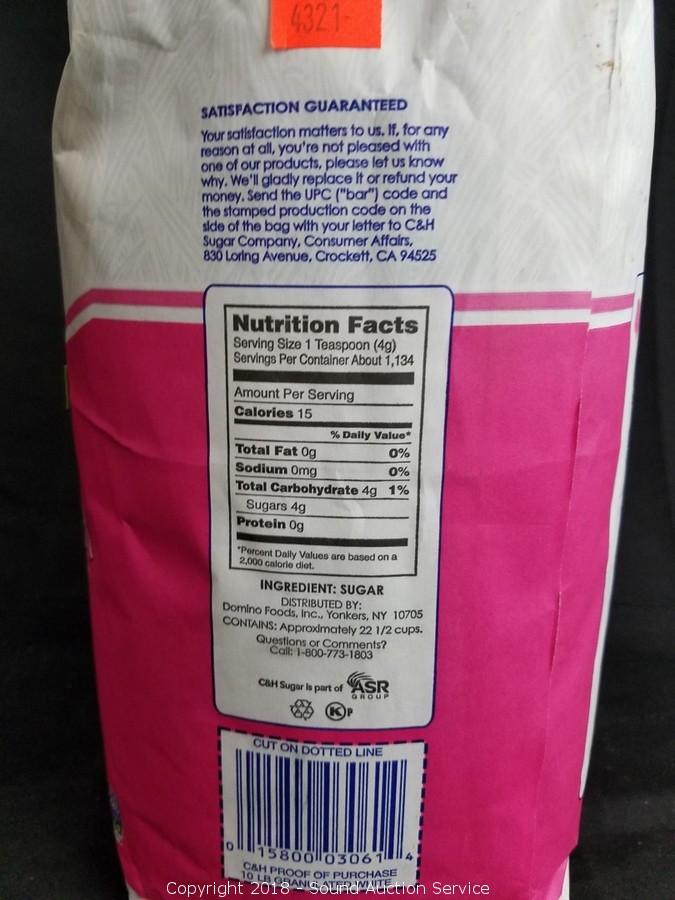 4321-
SATISFACTION GUARANTEED
Your satisfaction matters to us. If, for any
reason at all, you're not pleased with
one of our products, please let us know
why. We'll gladly replace it or refund your
money. Send the UPC ("bar") code and
the stamped production code on the
side of the bag with your letter to C&H
Sugar Company, Consumer Affairs,
830 Loring Avenue, Crockett, CA 94525
Nutrition Facts
Serving Size 1 Teaspoon (4g)
Servings Per Container About 1,134
Amount Per Serving
Calories 15
% Daily Value*
Total Fat 0g 0%
Sodium 0mg 0%
Total Carbohydrate 4g 1%
Sugars 4g
Protein 0g
*Percent Daily Values are based on a
2,000 calorie diet.
INGREDIENT: SUGAR
DISTRIBUTED BY:
Domino Foods, Inc., Yonkers, NY 10705
CONTAINS: Approximately 22 1/2 cups.
Questions or Comments?
Call: 1-800-773-1803
C&H Sugar is part of ASR
GROUP
K P
CUT ON DOTTED LINE
0 15800 03061 4
C&H PROOF OF PURCHASE
10 LB GRANULATED WHITE
Copyright 2018 - Sound Auction Service